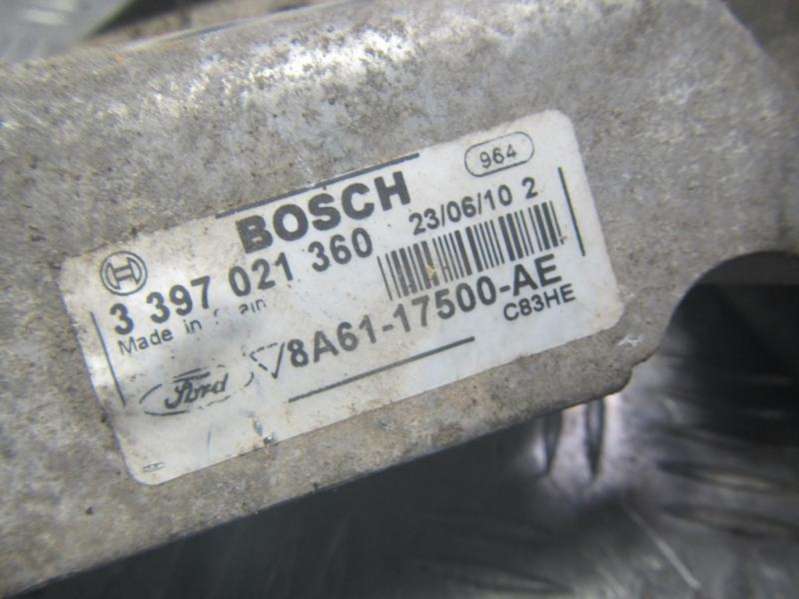 964
BOSCH
23/06/10 2
3 397 021 360
Made in
8A61-17500-AE
C83HE
Ford